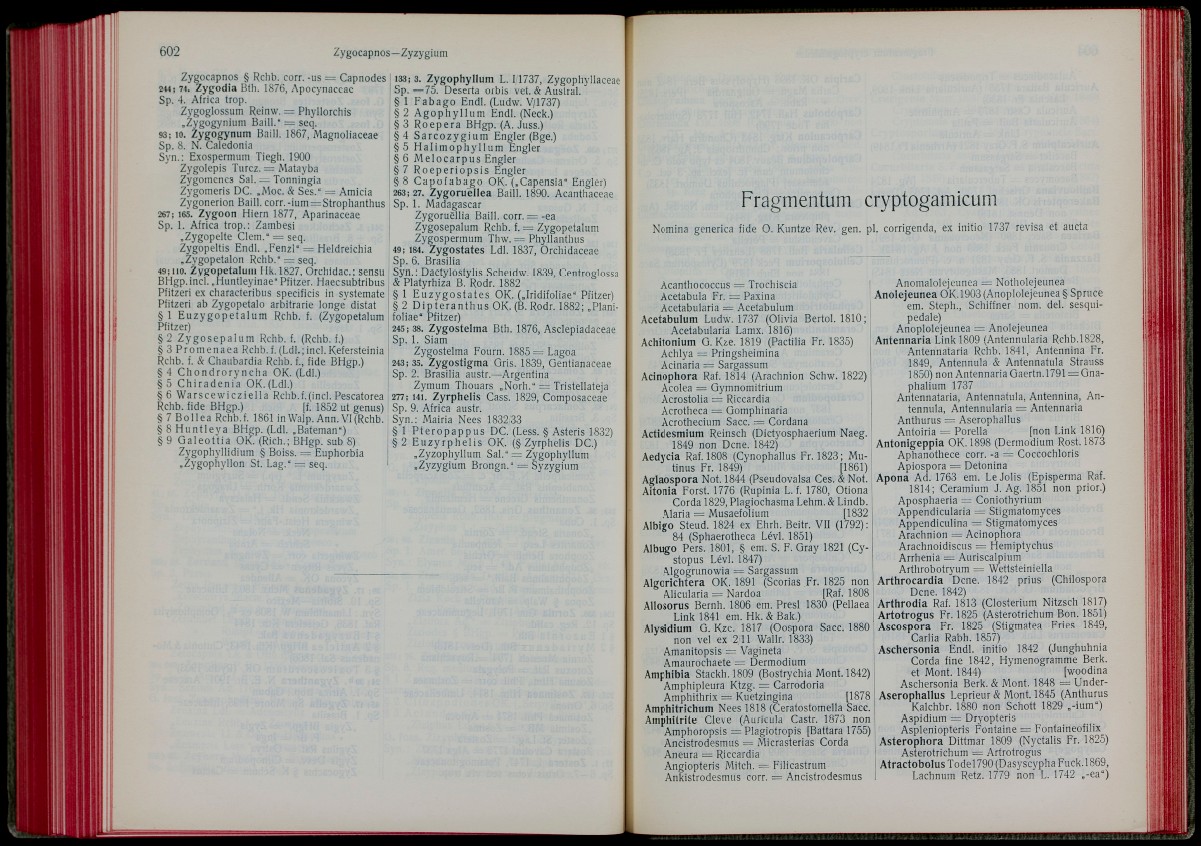 602
Zygocapnos—Zyzygium
Zygocapnos § Rchb. corr. -us = Capnodes
244; 74. Zygodia Bth. 1876, Apocynaceae
Sp. 4. Africa trop.
Zygoglossum Reinw. = Phyllorchis
„Zygogynium Baill.“ = seq.
93; 10. Zygogynum Baill. 1867, Magnoliaceae
Sp. 8. N. Caledonia
Syn.: Exospermum Tiegh. 1900
Zygolepis Turcz. = Matayba
Zygomenes Sal. = Tonningia
Zygomeris DC. „Moc. & Ses.“ = Amicia
Zygonerion Baill. corr. -ium=Strophanthus
267; 165. Zygoon Hiern 1877, Aparinaceae
Sp. 1. Africa trop.: Zambesi
„Zygopelte Clem.“ = seq.
Zygopeltis Endl. „Fenzl“ = Heldreichia
„Zygopetalon Rchb.“ = seq.
49; 110. Zygopetalum Hk. 1827, Orchidac.: sensu
BHgp. incl. „Huntleyinae“ Pfitzer. Haec subtribus
Pfitzeri ex characteribus specificis in systemate
Pfitzeri ab Zygopetalo arbitrarie longe distat
§ 1 Euzygopetalum Rchb. f. (Zygopetalum
Pfitzer)
§ 2 Zygosepalum Rchb. f. (Rchb. f.)
§ 3 Promenaea Rchb. f. (Ldl.; incl. Kefersteinia
Rchb. f. & Chaubardia Rchb. f., fide BHgp.)
§ 4 Chondroryncha OK. (Ldl.)
§ 5 Chiradenia OK. (Ldl.)
§ 6 Warscewicziella Rchb. f. (incl. Pescatorea
Rchb. fide BHgp.) [f. 1852 ut genus)
§ 7 Bollea Rchb. f. 1861 in Walp. Ann. VI (Rchb.
§ 8 Huntleya BHgp. (Ldl. „Bateman“)
§ 9 Galeottia OK. (Rich.; BHgp. sub 8)
Zygophyllidium § Boiss. = Euphorbia
„Zygophyllon St. Lag.“ = seq.
133; 3. Zygophyllum L. 1/1737, Zygophyllaceae
Sp. —75. Deserta orbis vet. & Austral.
§ 1 Fabago Endl. (Ludw. V/1737)
§ 2 Agophyllum Endl. (Neck.)
§ 3 Roepera BHgp. (A. Juss.)
§ 4 Sarcozygium Engler (Bge.)
§ 5 Halimophyllum Engler
§ 6 Melocarpus Engler
§ 7 Roeperiopsis Engler
§ 8 Capofabago OK. („Capensia“ Engler)
263; 27. Zygoruellea Baill. 1890. Acanthaceae
Sp. 1. Madagascar
Zygoruellia Baill. corr. = -ea
Zygosepalum Rchb. f. = Zygopetalum
Zygospermum Thw. = Phyllanthus
49; 184. Zygostates Ldl. 1837, Orchidaceae
Sp. 6. Brasilia
Syn.: Dactylostylis Scheidw. 1839, Centroglossa
& Platyrhiza B. Rodr. 1882
§ 1 Euzygostates OK. („Iridifoliae“ Pfitzer)
§ 2 Dipteranthus OK. (B. Rodr. 1882; „Plani-
foliae“ Pfitzer)
245; 38. Zygostelma Bth. 1876, Asclepiadaceae
Sp. 1. Siam
Zygostelma Fourn. 1885 = Lagoa
243; 35. Zygostigma Gris. 1839, Gentianaceae
Sp. 2. Brasilia austr.—Argentina
Zymum Thouars „Norh.“ = Tristellateja
277; 141. Zyrphelis Cass. 1829, Composaceae
Sp. 9. Africa austr.
Syn.: Mairia Nees 1832/33
§ 1 Pteropappus DC. (Less. § Asteris 1832)
§ 2 Euzyrphelis OK. (§ Zyrphelis DC.)
„Zyzophyllum Sal.“ = Zygophyllum
„Zyzygium Brongn.“ = Syzygium
Fragmentum cryptogamicum
Nomina generica fide O. Kuntze Rev. gen. pl. corrigenda, ex initio 1737 revisa et aucta
Acanthococcus = Trochiscia
Acetabula Fr. = Paxina
Acetabularia = Acetabulum
Acetabulum Ludw. 1737 (Olivia Bertol. 1810;
Acetabularia Lamx. 1816)
Achitonium G. Kze. 1819 (Pactilia Fr. 1835)
Achlya = Pringsheimina
Acinaria = Sargassum
Acinophora Raf. 1814 (Arachnion Schw. 1822)
Acolea = Gymnomitrium
Acrostolia = Riccardia
Acrotheca = Gomphinaria
Acrothecium Sacc. = Cordana
Actidesmium Reinsch (Dictyosphaerium Naeg.
1849 non Dcne. 1842)
Aedycia Raf. 1808 (Cynophallus Fr. 1823; Mu-
tinus Fr. 1849) [1861)
Aglaospora Not. 1844 (Pseudovalsa Ces. & Not.
Aitonia Forst. 1776 (Rupinia L. f. 1780, Otiona
Corda 1829, Plagiochasma Lehm. & Lindb.
Alaria = Musaefolium [1832
Albigo Steud. 1824 ex Ehrh. Beitr. VII (1792):
84 (Sphaerotheca Lévl. 1851)
Albugo Pers. 1801, § em. S. F. Gray 1821 (Cy-
stopus Lévl. 1847)
Algogrunowia = Sargassum
Algerichtera OK. 1891 (Scorias Fr. 1825 non
Alicularia = Nardoa [Raf. 1808
Allosorus Bernh. 1806 em. Presl 1830 (Pellaea
Link 1841 em. Hk. & Bak.)
Alysidium G. Kze. 1817 (Oospora Sacc. 1880
non vel ex 2/11 Wallr. 1833)
Amanitopsis = Vagineta
Amaurochaete = Dermodium
Amphibia Stackh. 1809 (Bostrychia Mont. 1842)
Amphipleura Ktzg. = Carrodoria
Amphithrix = Kuetzingina [1878
Amphitrichum Nees 1818 (Ceratostomella Sacc.
Amphitrite Cleve (Auricula Castr. 1873 non
Amphoropsis = Plagiotropis [Battara 1755)
Ancistrodesmus = Micrasterias Corda
Aneura = Riccardia
Angiopteris Mitch. = Filicastrum
Ankistrodesmus corr. = Ancistrodesmus
Anomalolejeunea = Notholejeunea
Anolejeunea OK. 1903 (Anoplolejeunea § Spruce
em. Steph., Schiffner nom. del. sesqui-
pedale)
Anoplolejeunea = Anolejeunea
Antennaria Link 1809 (Antennularia Rchb. 1828,
Antennataria Rchb. 1841, Antennina Fr.
1849, Antennula & Antennatula Strauss
1850) non Antennaria Gaertn. 1791 = Gna-
phalium 1737
Antennataria, Antennatula, Antennina, An-
tennula, Antennularia = Antennaria
Anthurus = Aserophallus
Antoiria = Porella [non Link 1816)
Antonigeppia OK. 1898 (Dermodium Rost. 1873
Aphanothece corr. -a = Coccochloris
Apiospora = Detonina
Apona Ad. 1763 em. Le Jolis (Episperma Raf.
1814; Ceramium J. Ag. 1851 non prior.)
Aposphaeria = Coniothyrium
Appendicularia = Stigmatomyces
Appendiculina = Stigmatomyces
Arachnion = Acinophora
Arachnoidiscus = Hemiptychus
Arrhenia = Auriscalpium
Arthrobotryum = Wettsteiniella
Arthrocardia Dcne. 1842 prius (Chilospora
Dcne. 1842)
Arthrodia Raf. 1813 (Closterium Nitzsch 1817)
Artotrogus Fr. 1825 (Asterotrichum Bon. 1851)
Ascospora Fr. 1825 (Stigmatea Fries 1849,
Carlia Rabh. 1857)
Aschersonia Endl. initio 1842 (Junghuhnia
Corda fine 1842, Hymenogramme Berk.
et Mont. 1844) [woodina
Aschersonia Berk. & Mont. 1848 = Under-
Aserophallus Leprieur & Mont. 1845 (Anthurus
Kalchbr. 1880 non Schott 1829 „-ium“)
Aspidium = Dryopteris
Aspleniopteris Fontaine = Fontaineofilix
Asterophora Dittmar 1809 (Nyctalis Fr. 1825)
Asterotrichum = Artrotrogus
Atractobolus Tode 1790 (Dasyscypha Fuck. 1869,
Lachnum Retz. 1779 non L. 1742 „-ea“)